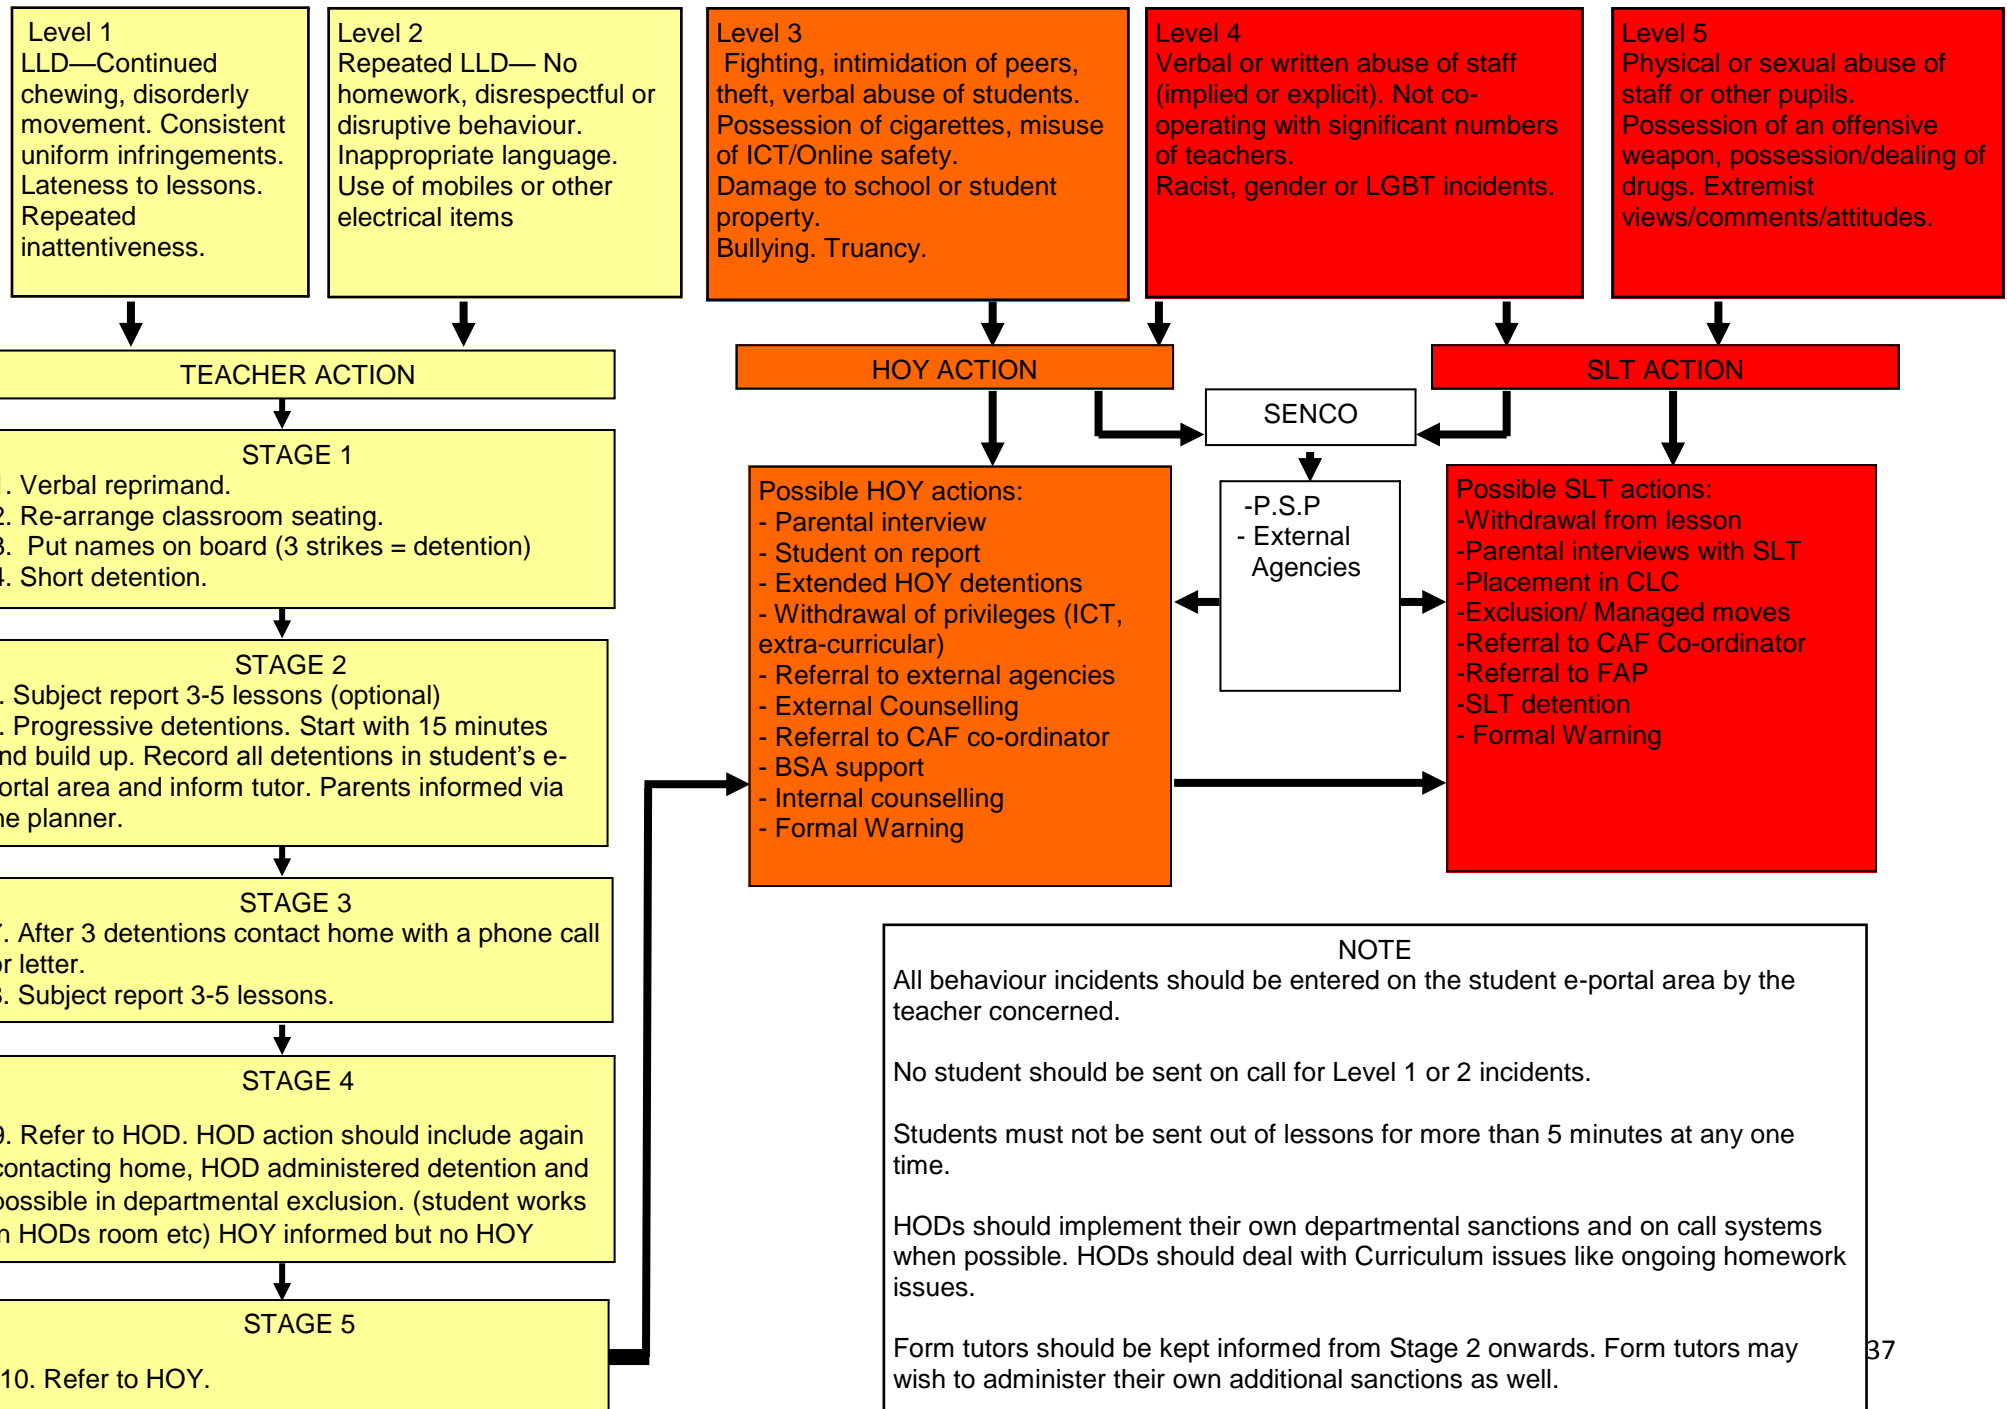 Level 1
LLD—Continued
chewing, disorderly
movement. Consistent
uniform infringements.
Lateness to lessons.
Repeated
inattentiveness.
Level 2
Repeated LLD— No
homework, disrespectful or
disruptive behaviour.
Inappropriate language.
Use of mobiles or other
electrical items
Level 3
Fighting, intimidation of peers,
theft, verbal abuse of students.
Possession of cigarettes, misuse
of ICT/Online safety.
Damage to school or student
property.
Bullying. Truancy.
Level 4
Verbal or written abuse of staff
(implied or explicit). Not co-
operating with significant numbers
of teachers.
Racist, gender or LGBT incidents.
Level 5
Physical or sexual abuse of
staff or other pupils.
Possession of an offensive
weapon, possession/dealing of
drugs. Extremist
views/comments/attitudes.
TEACHER ACTION
STAGE 1
. Verbal reprimand.
. Re-arrange classroom seating.
. Put names on board (3 strikes = detention)
. Short detention.
STAGE 2
. Subject report 3-5 lessons (optional)
. Progressive detentions. Start with 15 minutes
nd build up. Record all detentions in student's e-
ortal area and inform tutor. Parents informed via
he planner.
STAGE 3
. After 3 detentions contact home with a phone call
or letter.
. Subject report 3-5 lessons.
STAGE 4
9. Refer to HOD. HOD action should include again
contacting home, HOD administered detention and
possible in departmental exclusion. (student works
n HODs room etc) HOY informed but no HOY
STAGE 5
10. Refer to HOY.
HOY ACTION
SENCO
SLT ACTION
Possible HOY actions:
- Parental interview
- Student on report
- Extended HOY detentions
- Withdrawal of privileges (ICT,
extra-curricular)
- Referral to external agencies
- External Counselling
- Referral to CAF co-ordinator
- BSA support
- Internal counselling
- Formal Warning
-P.S.P
- External
Agencies
Possible SLT actions:
-Withdrawal from lesson
-Parental interviews with SLT
-Placement in CLC
-Exclusion/ Managed moves
-Referral to CAF Co-ordinator
-Referral to FAP
-SLT detention
- Formal Warning
NOTE
All behaviour incidents should be entered on the student e-portal area by the
teacher concerned.
No student should be sent on call for Level 1 or 2 incidents.
Students must not be sent out of lessons for more than 5 minutes at any one
time.
HODs should implement their own departmental sanctions and on call systems
when possible. HODs should deal with Curriculum issues like ongoing homework
issues.
Form tutors should be kept informed from Stage 2 onwards. Form tutors may
wish to administer their own additional sanctions as well.
37